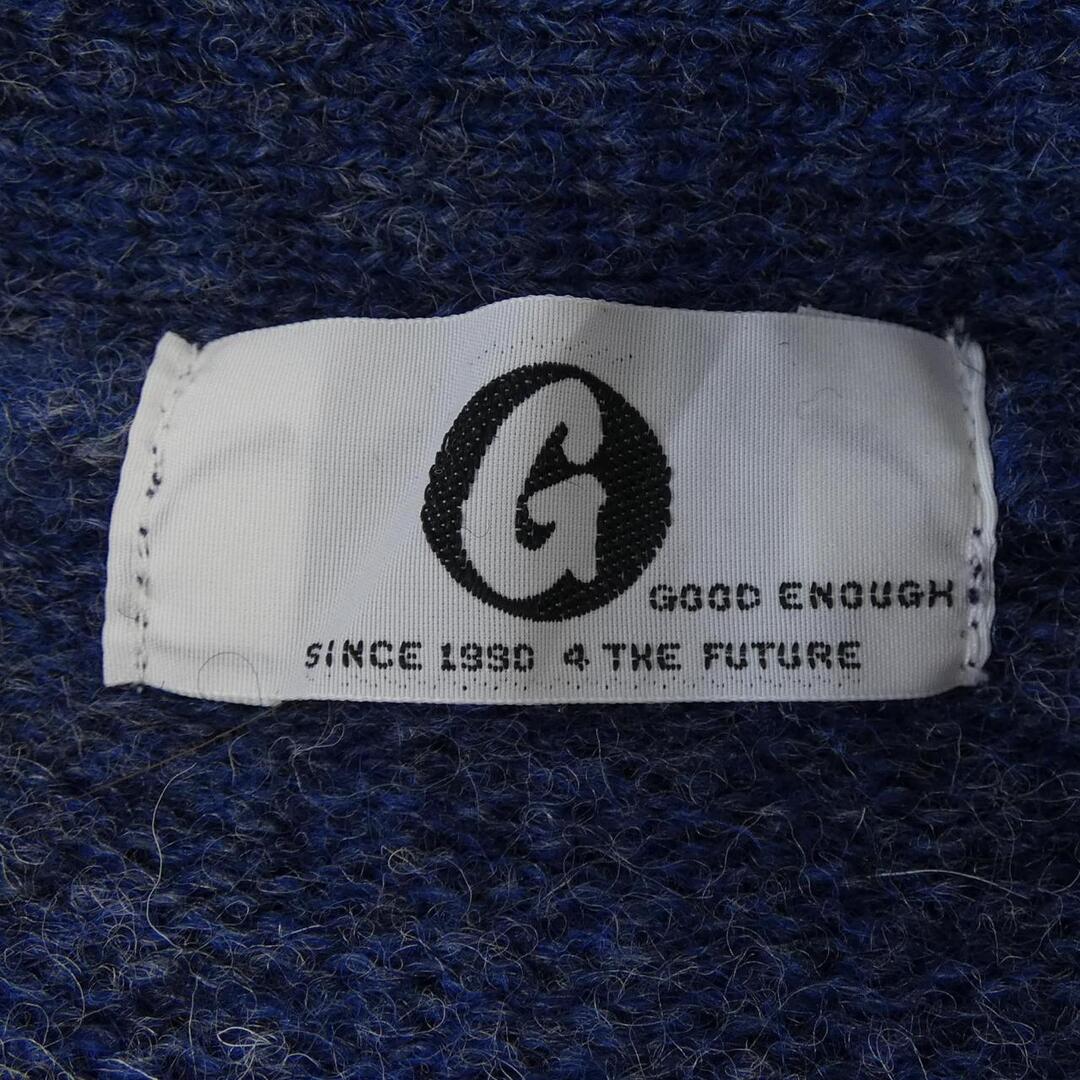 G
GOOD ENOUGH
SINCE 1990 4 THE FUTURE